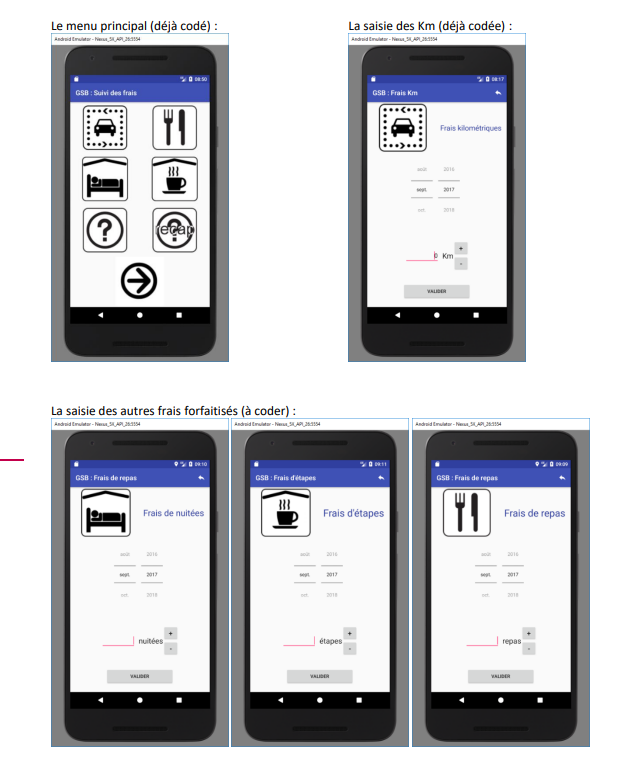 Le menu principal (déjà codé) :
La saisie des Km (déjà codée) :
Android Emulator - Nexus_5X_API_26:5554
08:50
GSB : Suivi des frais
recap
Android Emulator - Nexus_5X_API_26:5554
08:17
GSB : Frais Km
Frais kilométriques
août 2016
sept. 2017
oct. 2018
0 Km
+
-
VALIDER
La saisie des autres frais forfaitisés (à coder) :
Android Emulator - Nexus_5X_API_26:5554
09:10
GSB : Frais de repas
Frais de nuitées
août 2016
sept. 2017
oct. 2018
nuitées
+
-
VALIDER
Android Emulator - Nexus_5X_API_26:5554
09:11
GSB : Frais d'étapes
Frais d'étapes
août 2016
sept. 2017
oct. 2018
étapes
+
-
VALIDER
Android Emulator - Nexus_5X_API_26:5554
09:09
GSB : Frais de repas
Frais de repas
août 2016
sept. 2017
oct. 2018
repas
+
-
VALIDER